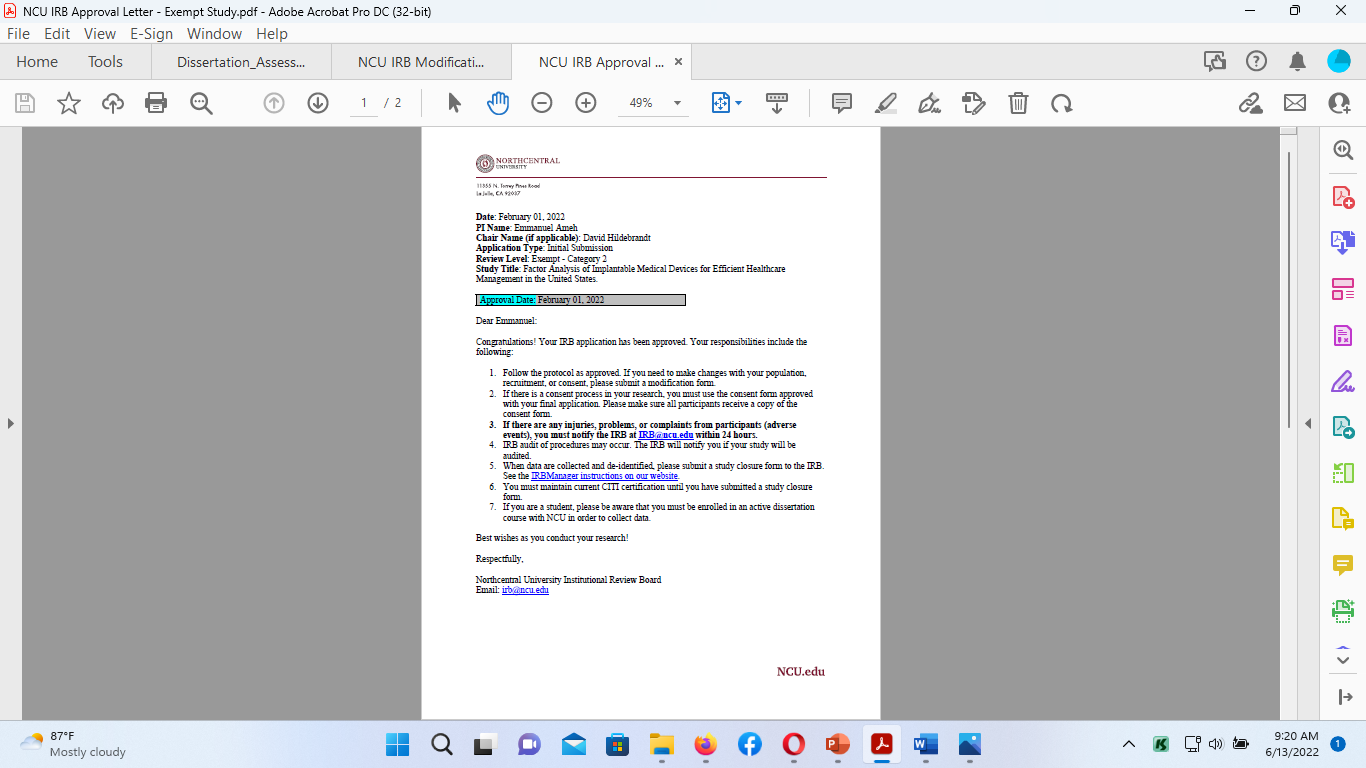 NCU IRB Approval Letter - Exempt Study.pdf - Adobe Acrobat Pro DC (32-bit)
File Edit View E-Sign Window Help
Home Tools Dissertation_Assess... NCU IRB Modificati... NCU IRB Approval ...
1 / 2 49%
NORTHCENTRAL
UNIVERSITY
11355 N. Torrey Pines Road
La Jolla, CA 92037
Date: February 01, 2022
PI Name: Emmanuel Ameh
Chair Name (if applicable): David Hildebrandt
Application Type: Initial Submission
Review Level: Exempt - Category 2
Study Title: Factor Analysis of Implantable Medical Devices for Efficient Healthcare
Management in the United States.
Approval Date: February 01, 2022
Dear Emmanuel:
Congratulations! Your IRB application has been approved. Your responsibilities include the
following:
1. Follow the protocol as approved. If you need to make changes with your population,
recruitment, or consent, please submit a modification form.
2. If there is a consent process in your research, you must use the consent form approved
with your final application. Please make sure all participants receive a copy of the
consent form.
3. If there are any injuries, problems, or complaints from participants (adverse
events), you must notify the IRB at IRB@ncu.edu within 24 hours.
4. IRB audit of procedures may occur. The IRB will notify you if your study will be
audited.
5. When data are collected and de-identified, please submit a study closure form to the IRB.
See the IRBManager instructions on our website.
6. You must maintain current CITI certification until you have submitted a study closure
form.
7. If you are a student, please be aware that you must be enrolled in an active dissertation
course with NCU in order to collect data.
Best wishes as you conduct your research!
Respectfully,
Northcentral University Institutional Review Board
Email: irb@ncu.edu
NCU.edu
87°F
Mostly cloudy
9:20 AM
6/13/2022
1